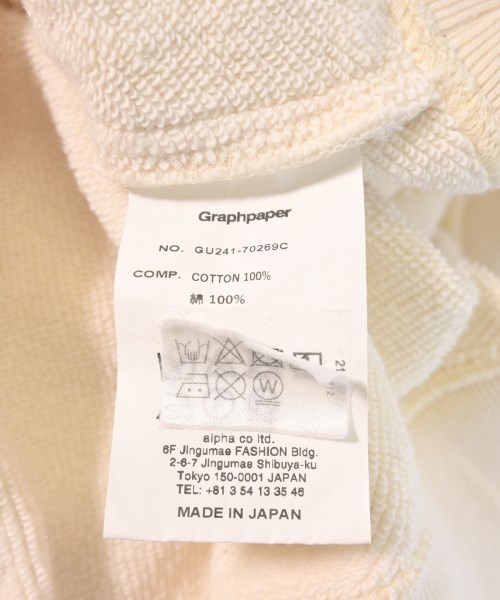 Graphpaper
NO. GU241-70269C
COMP. COTTON 100%
綿 100%
21
W
alpha co ltd.
6F Jingumae FASHION Bldg.
2-6-7 Jingumae Shibuya-ku
Tokyo 150-0001 JAPAN
TEL: +81 3 54 13 35 46
MADE IN JAPAN